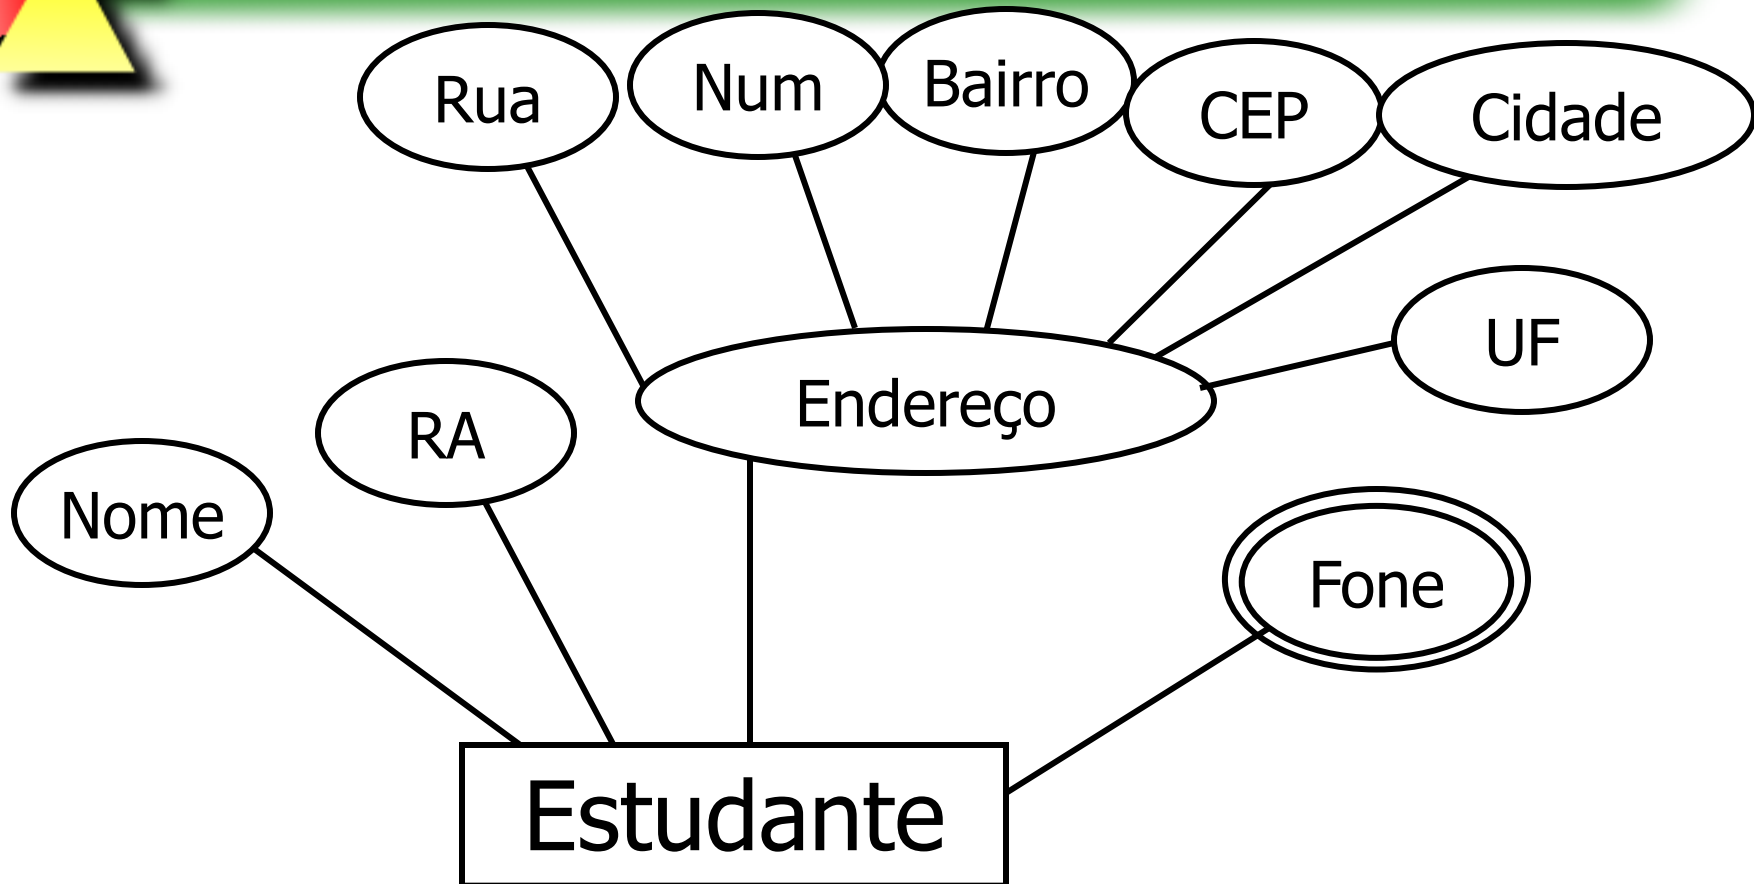 Rua
Num
Bairro
CEP
Cidade
UF
Endereço
RA
Nome
Fone
Estudante